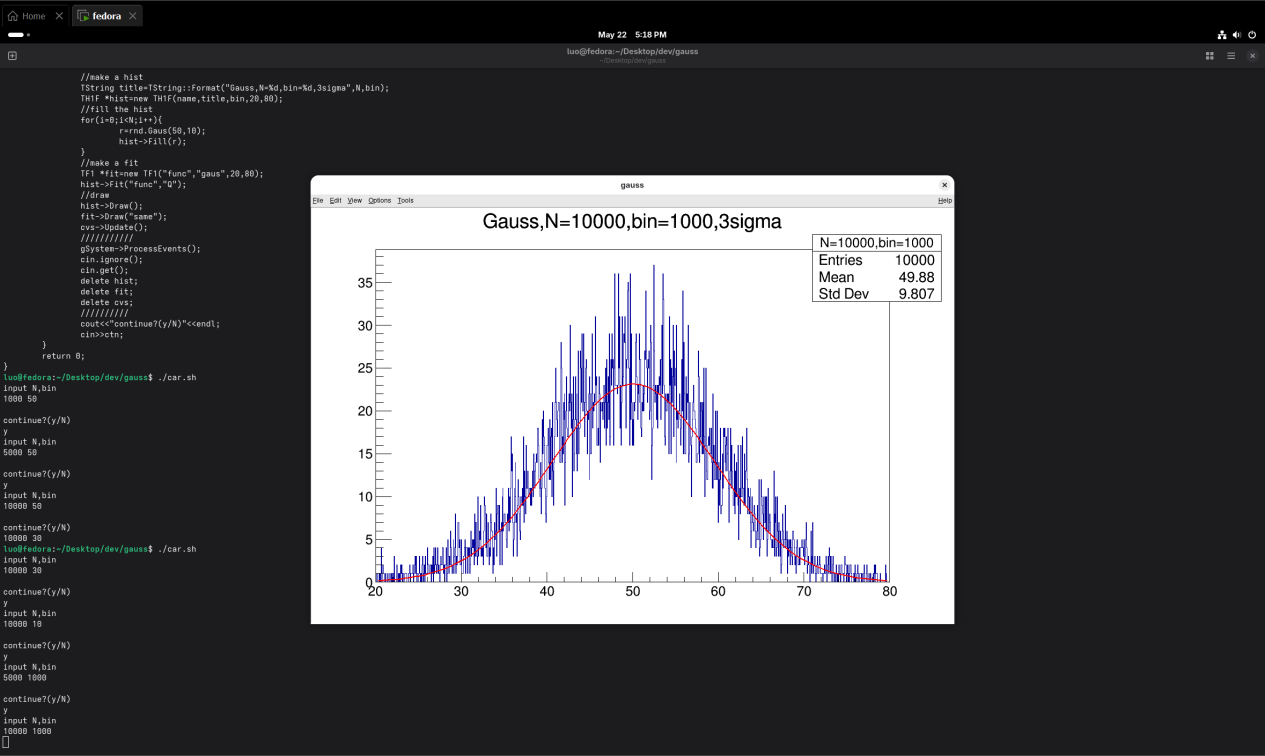 Home
fedora
May 22 5:18 PM
luo@fedora:~/Desktop/dev/gauss
~/Desktop/dev/gauss
//make a hist
TString title=TString::Format("Gauss,N=%d,bin=%d,3sigma",N,bin);
TH1F *hist=new TH1F(name,title,bin,20,80);
//fill the hist
for(i=0;i<N;i++){
r=rnd.Gaus(50,10);
hist->Fill(r);
}
//make a fit
TF1 *fit=new TF1("func","gaus",20,80);
hist->Fit("func","Q");
//draw
hist->Draw();
fit->Draw("same");
cvs->Update();
///////////
gSystem->ProcessEvents();
cin.ignore();
cin.get();
delete hist;
delete fit;
delete cvs;
//////////
cout<<"continue?(y/N)"<<endl;
cin>>ctn;
}
return 0;
}
luo@fedora:~/Desktop/dev/gauss$ ./car.sh
input N,bin
1000 50
continue?(y/N)
y
input N,bin
5000 50
continue?(y/N)
y
input N,bin
10000 50
continue?(y/N)
10000 30
luo@fedora:~/Desktop/dev/gauss$ ./car.sh
input N,bin
10000 30
continue?(y/N)
y
input N,bin
10000 10
continue?(y/N)
y
input N,bin
5000 1000
continue?(y/N)
y
input N,bin
10000 1000
gauss
File Edit View Options Tools Help
Gauss,N=10000,bin=1000,3sigma
N=10000,bin=1000
Entries 10000
Mean 49.88
Std Dev 9.807
35
30
25
20
15
10
5
0
20 30 40 50 60 70 80